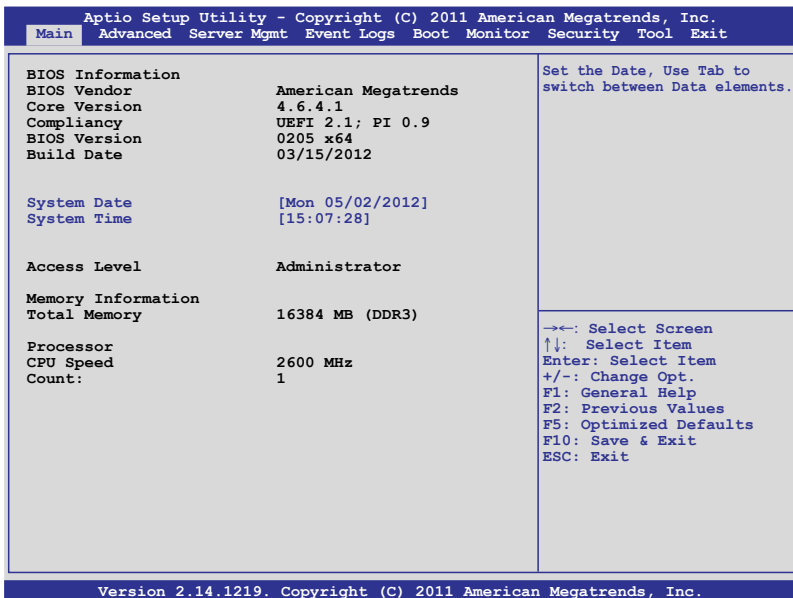 Aptio Setup Utility - Copyright (C) 2011 American Megatrends, Inc.
Main Advanced Server Mgmt Event Logs Boot Monitor Security Tool Exit
BIOS Information
BIOS Vendor American Megatrends
Core Version 4.6.4.1
Compliancy UEFI 2.1; PI 0.9
BIOS Version 0205 x64
Build Date 03/15/2012
System Date [Mon 05/02/2012]
System Time [15:07:28]
Access Level Administrator
Memory Information
Total Memory 16384 MB (DDR3)
Processor
CPU Speed 2600 MHz
Count: 1
Set the Date, Use Tab to
switch between Data elements.
→←: Select Screen
↑↓: Select Item
Enter: Select Item
+/-: Change Opt.
F1: General Help
F2: Previous Values
F5: Optimized Defaults
F10: Save & Exit
ESC: Exit
Version 2.14.1219. Copyright (C) 2011 American Megatrends, Inc.